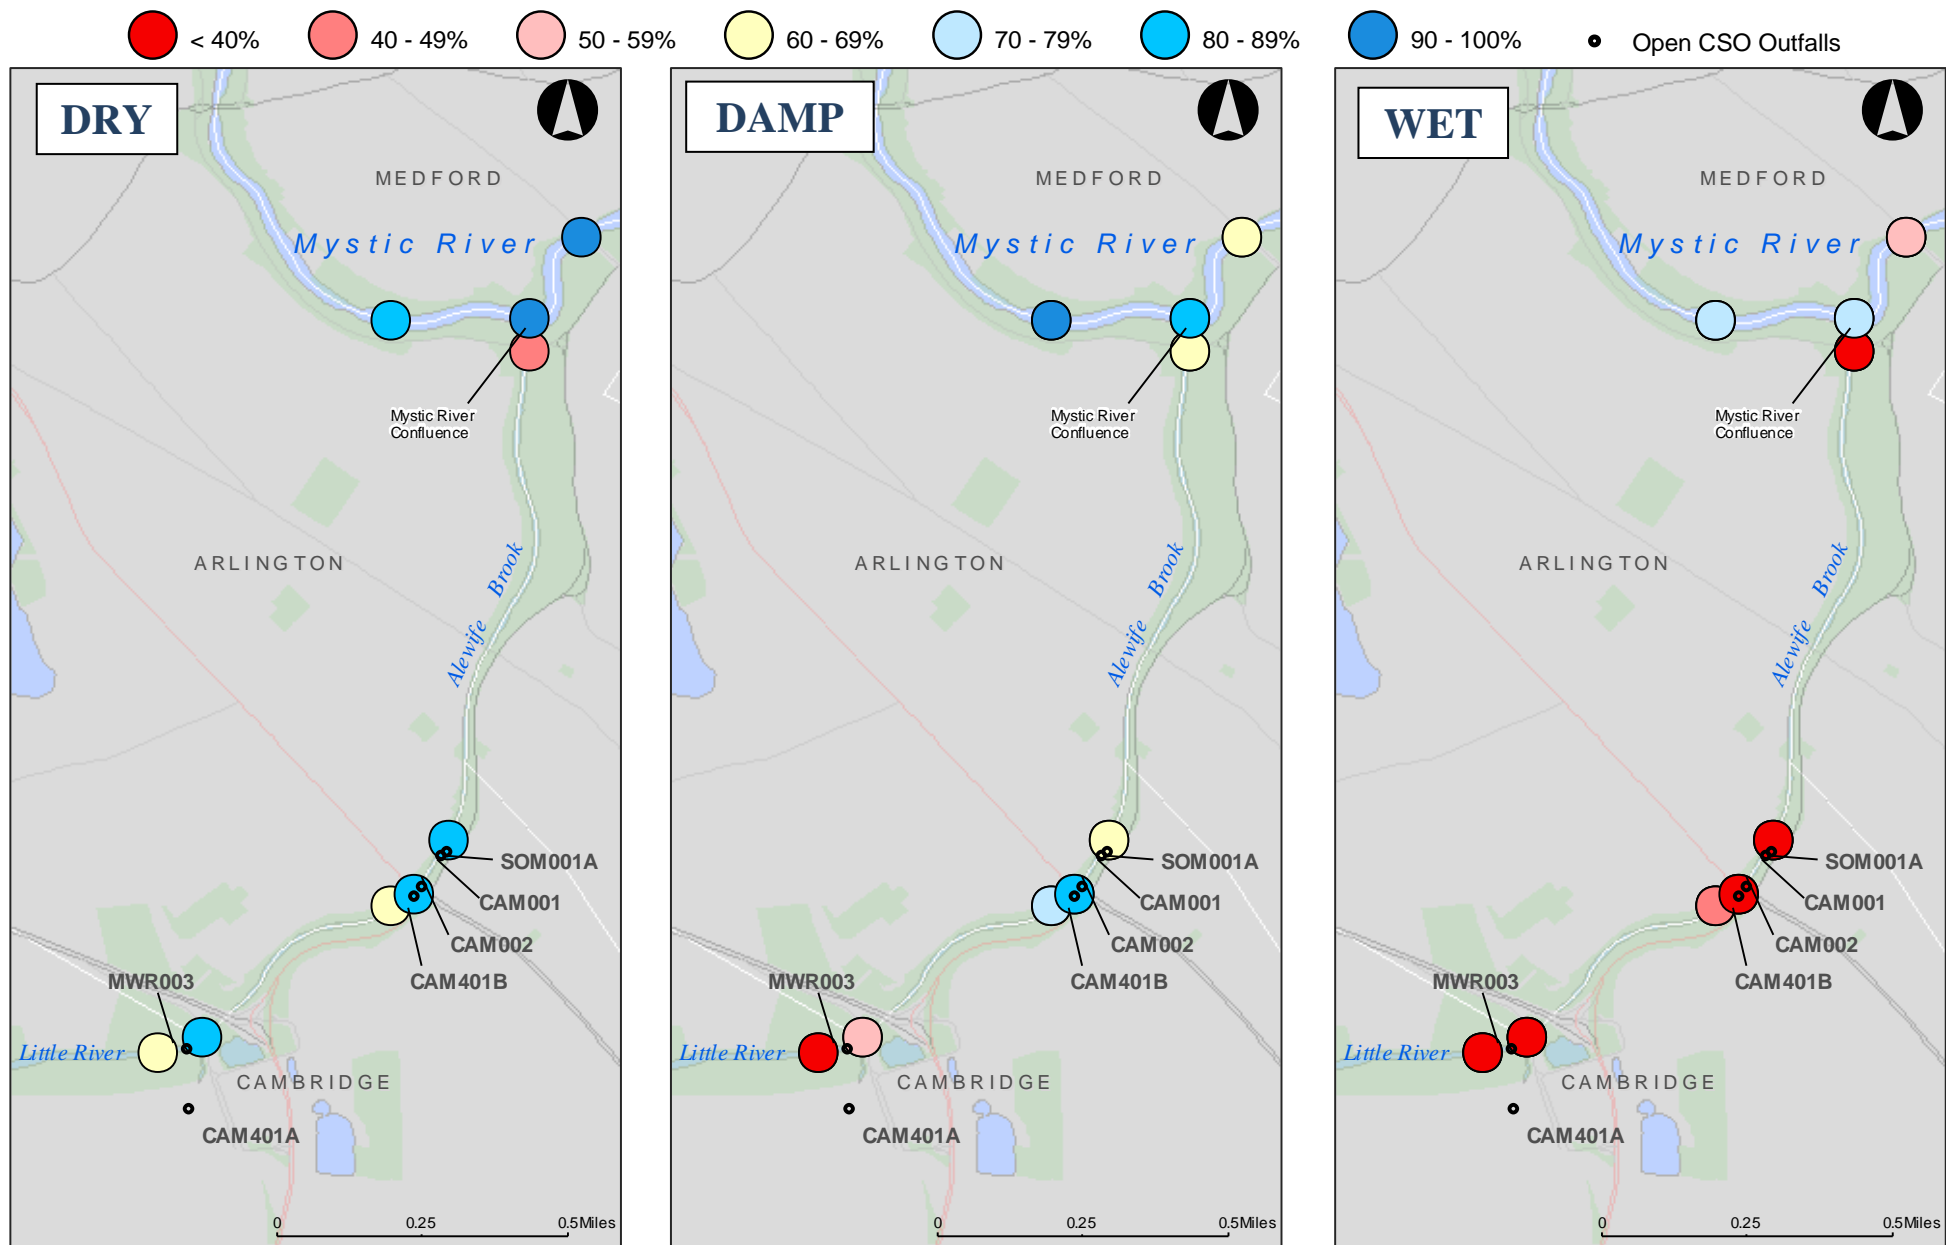 < 40% 40 - 49% 50 - 59% 60 - 69% 70 - 79% 80 - 89% 90 - 100% Open CSO Outfalls
DRY
MEDFORD
Mystic River
Mystic River
Confluence
ARLINGTON
Alewife Brook
SOM001A
CAM001
CAM002
CAM401B
MWR003
Little River
CAMBRIDGE
CAM401A
0 0.25 0.5Miles
DAMP
MEDFORD
Mystic River
Mystic River
Confluence
ARLINGTON
Alewife Brook
SOM001A
CAM001
CAM002
CAM401B
MWR003
Little River
CAMBRIDGE
CAM401A
0 0.25 0.5Miles
WET
MEDFORD
Mystic River
Mystic River
Confluence
ARLINGTON
Alewife Brook
SOM001A
CAM001
CAM002
CAM401B
MWR003
Little River
CAMBRIDGE
CAM401A
0 0.25 0.5Miles